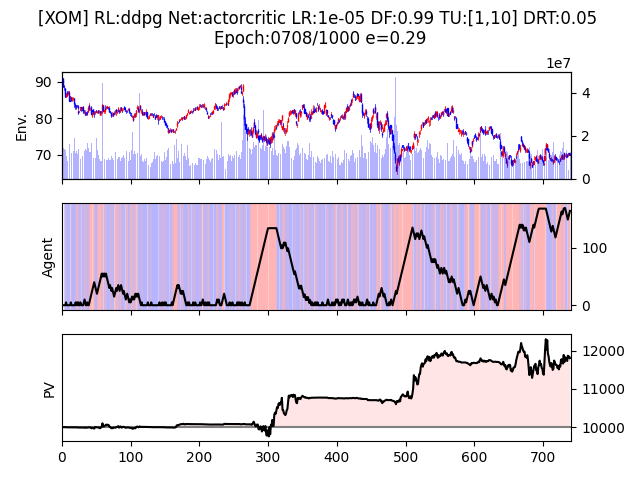 [XOM] RL:ddpg Net:actorcritic LR:1e-05 DF:0.99 TU:[1,10] DRT:0.05
Epoch:0708/1000 e=0.29
1e7
Env.
90
80
70
4
2
0
Agent
100
0
PV
12000
11000
10000
0 100 200 300 400 500 600 700